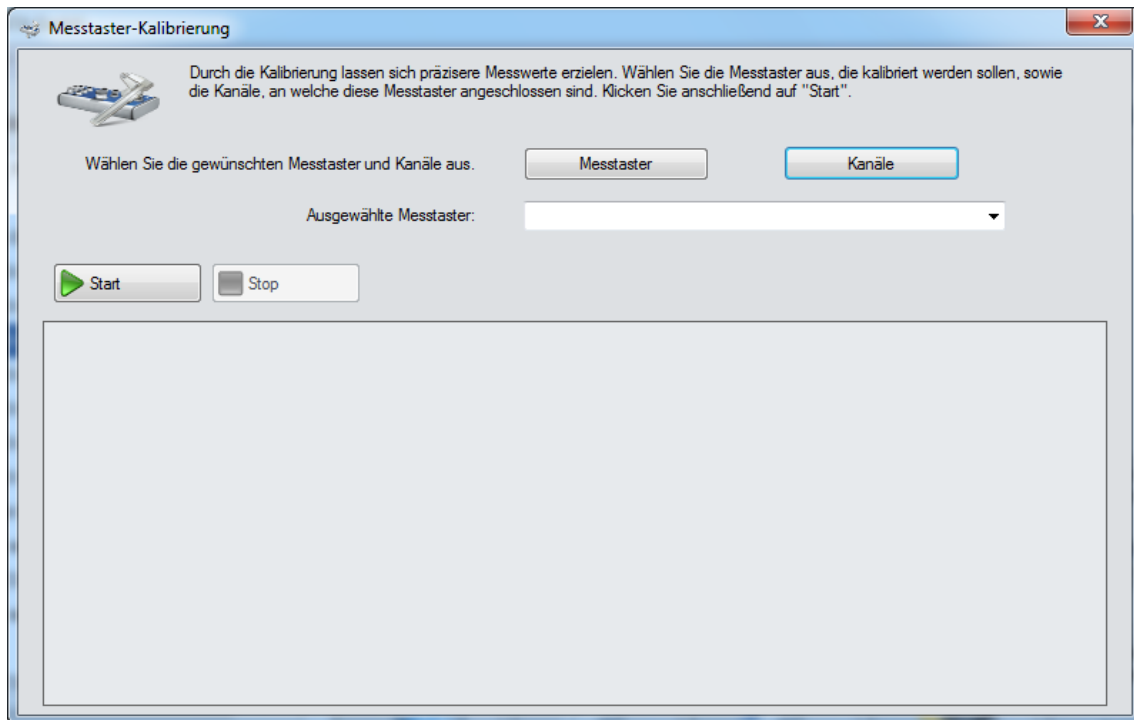 Messtaster-Kalibrierung
Durch die Kalibrierung lassen sich präzisere Messwerte erzielen. Wählen Sie die Messtaster aus, die kalibriert werden sollen, sowie
die Kanäle, an welche diese Messtaster angeschlossen sind. Klicken Sie anschließend auf "Start".
Wählen Sie die gewünschten Messtaster und Kanäle aus. Messtaster Kanäle
Ausgewählte Messtaster:
Start Stop